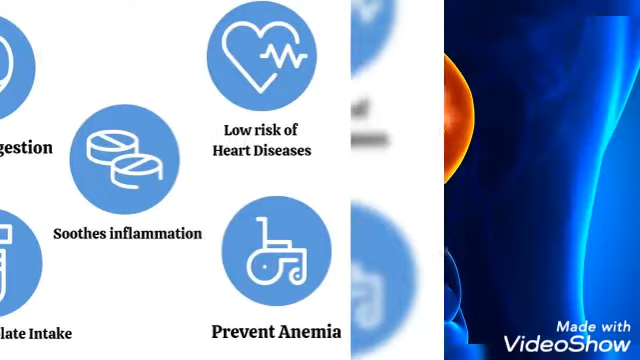 Low risk of
Heart Diseases
gestion
Soothes inflammation
late Intake
Prevent Anemia
Made with
VideoShow